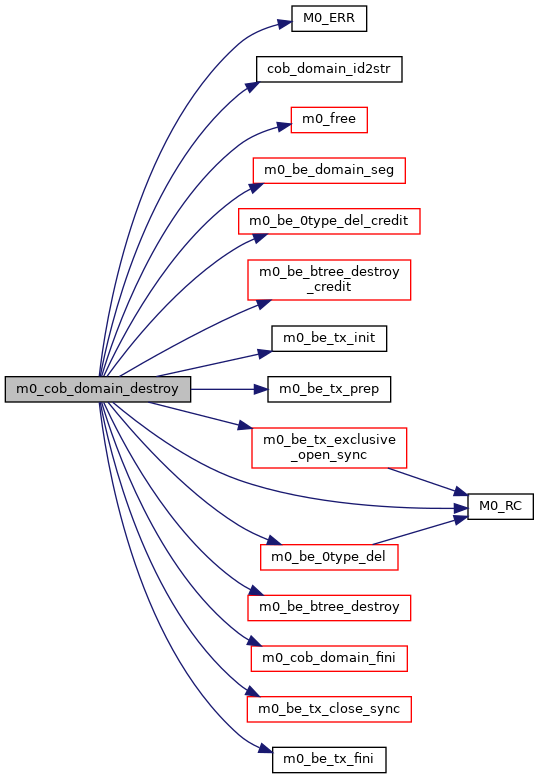 M0_ERR
cob_domain_id2str
m0_free
m0_be_domain_seg
m0_be_0type_del_credit
m0_be_btree_destroy
_credit
m0_be_tx_init
m0_cob_domain_destroy
m0_be_tx_prep
m0_be_tx_exclusive
_open_sync
M0_RC
m0_be_0type_del
m0_be_btree_destroy
m0_cob_domain_fini
m0_be_tx_close_sync
m0_be_tx_fini